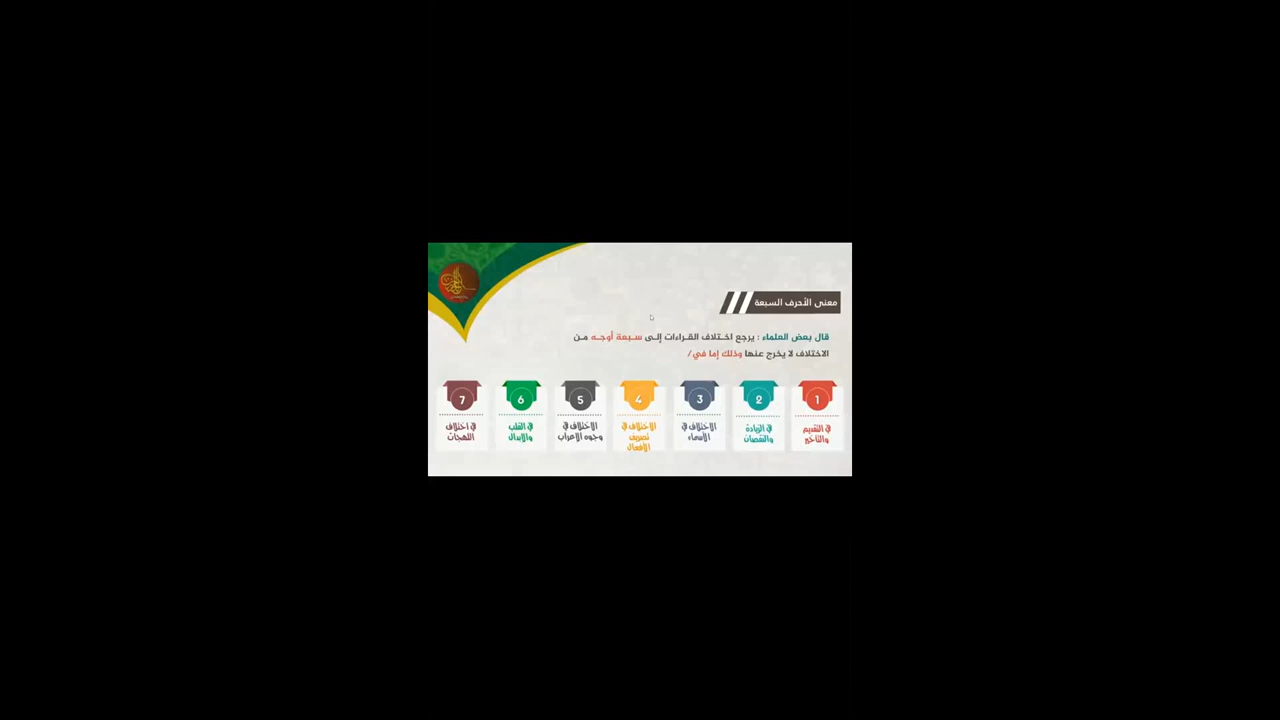 معنى الأحرف السبعة
قال بعض العلماء : يرجع اختلاف القراءات إلى سبعة أوجه من
الاختلاف لا يخرج عنها وذلك إما في /
1
في التقديم
والتأخير
2
في الزيادة
والنقصان
3
الاختلاف في
الأسماء
4
الاختلاف في
تصريف
الأفعال
5
الاختلاف في
وجوه الاعراب
6
في القلب
والإبدال
7
في اختلاف
اللهجات